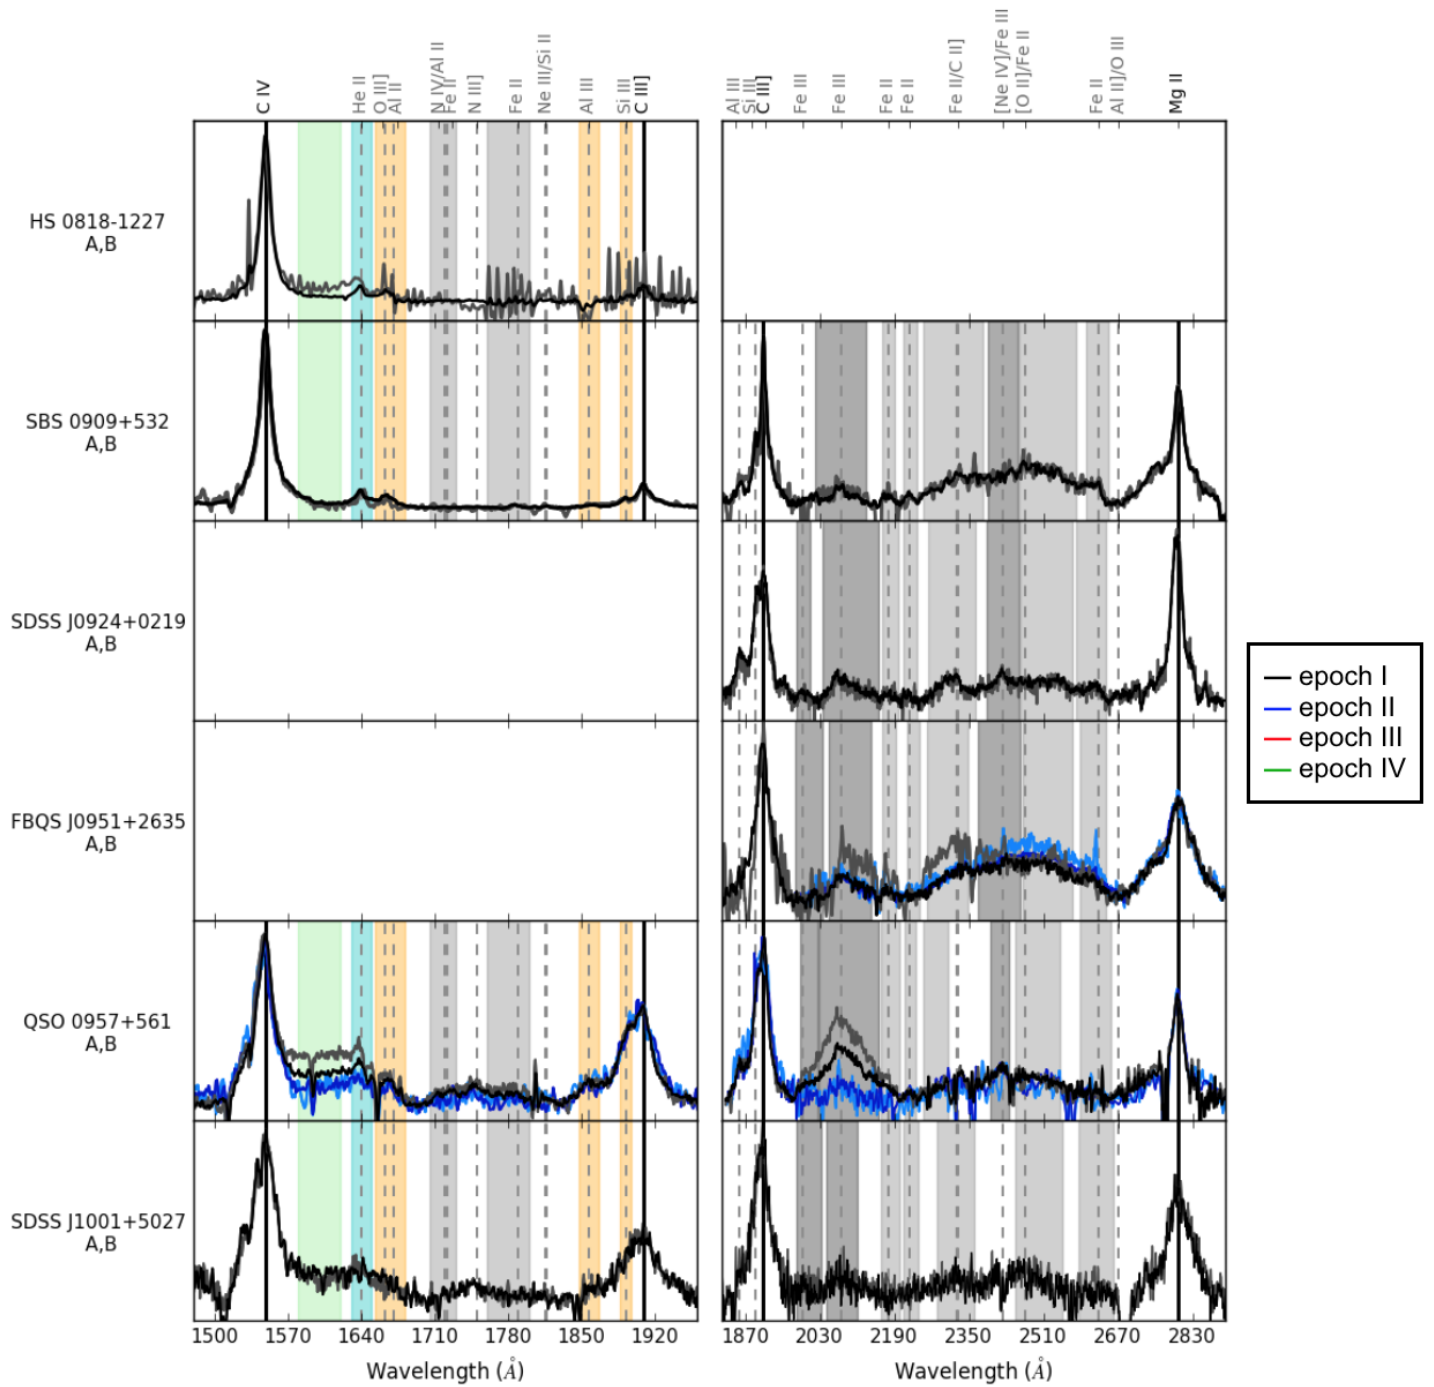 C IV
He II
O III]
Al II
N IV/Al II
Fe II
N III]
Fe II
Ne III/Si II
Al III
Si III
C III]
Al III
Si III
C III]
Fe III
Fe III
Fe II
Fe II
Fe II/C II]
[Ne IV]/Fe III
[O II]/Fe II
Fe II
Al II]/O III
Mg II
HS 0818-1227
A,B
SBS 0909+532
A,B
SDSS J0924+0219
A,B
FBQS J0951+2635
A,B
QSO 0957+561
A,B
SDSS J1001+5027
A,B
epoch I
epoch II
epoch III
epoch IV
1500 1570 1640 1710 1780 1850 1920
1870 2030 2190 2350 2510 2670 2830
Wavelength (Å)
Wavelength (Å)